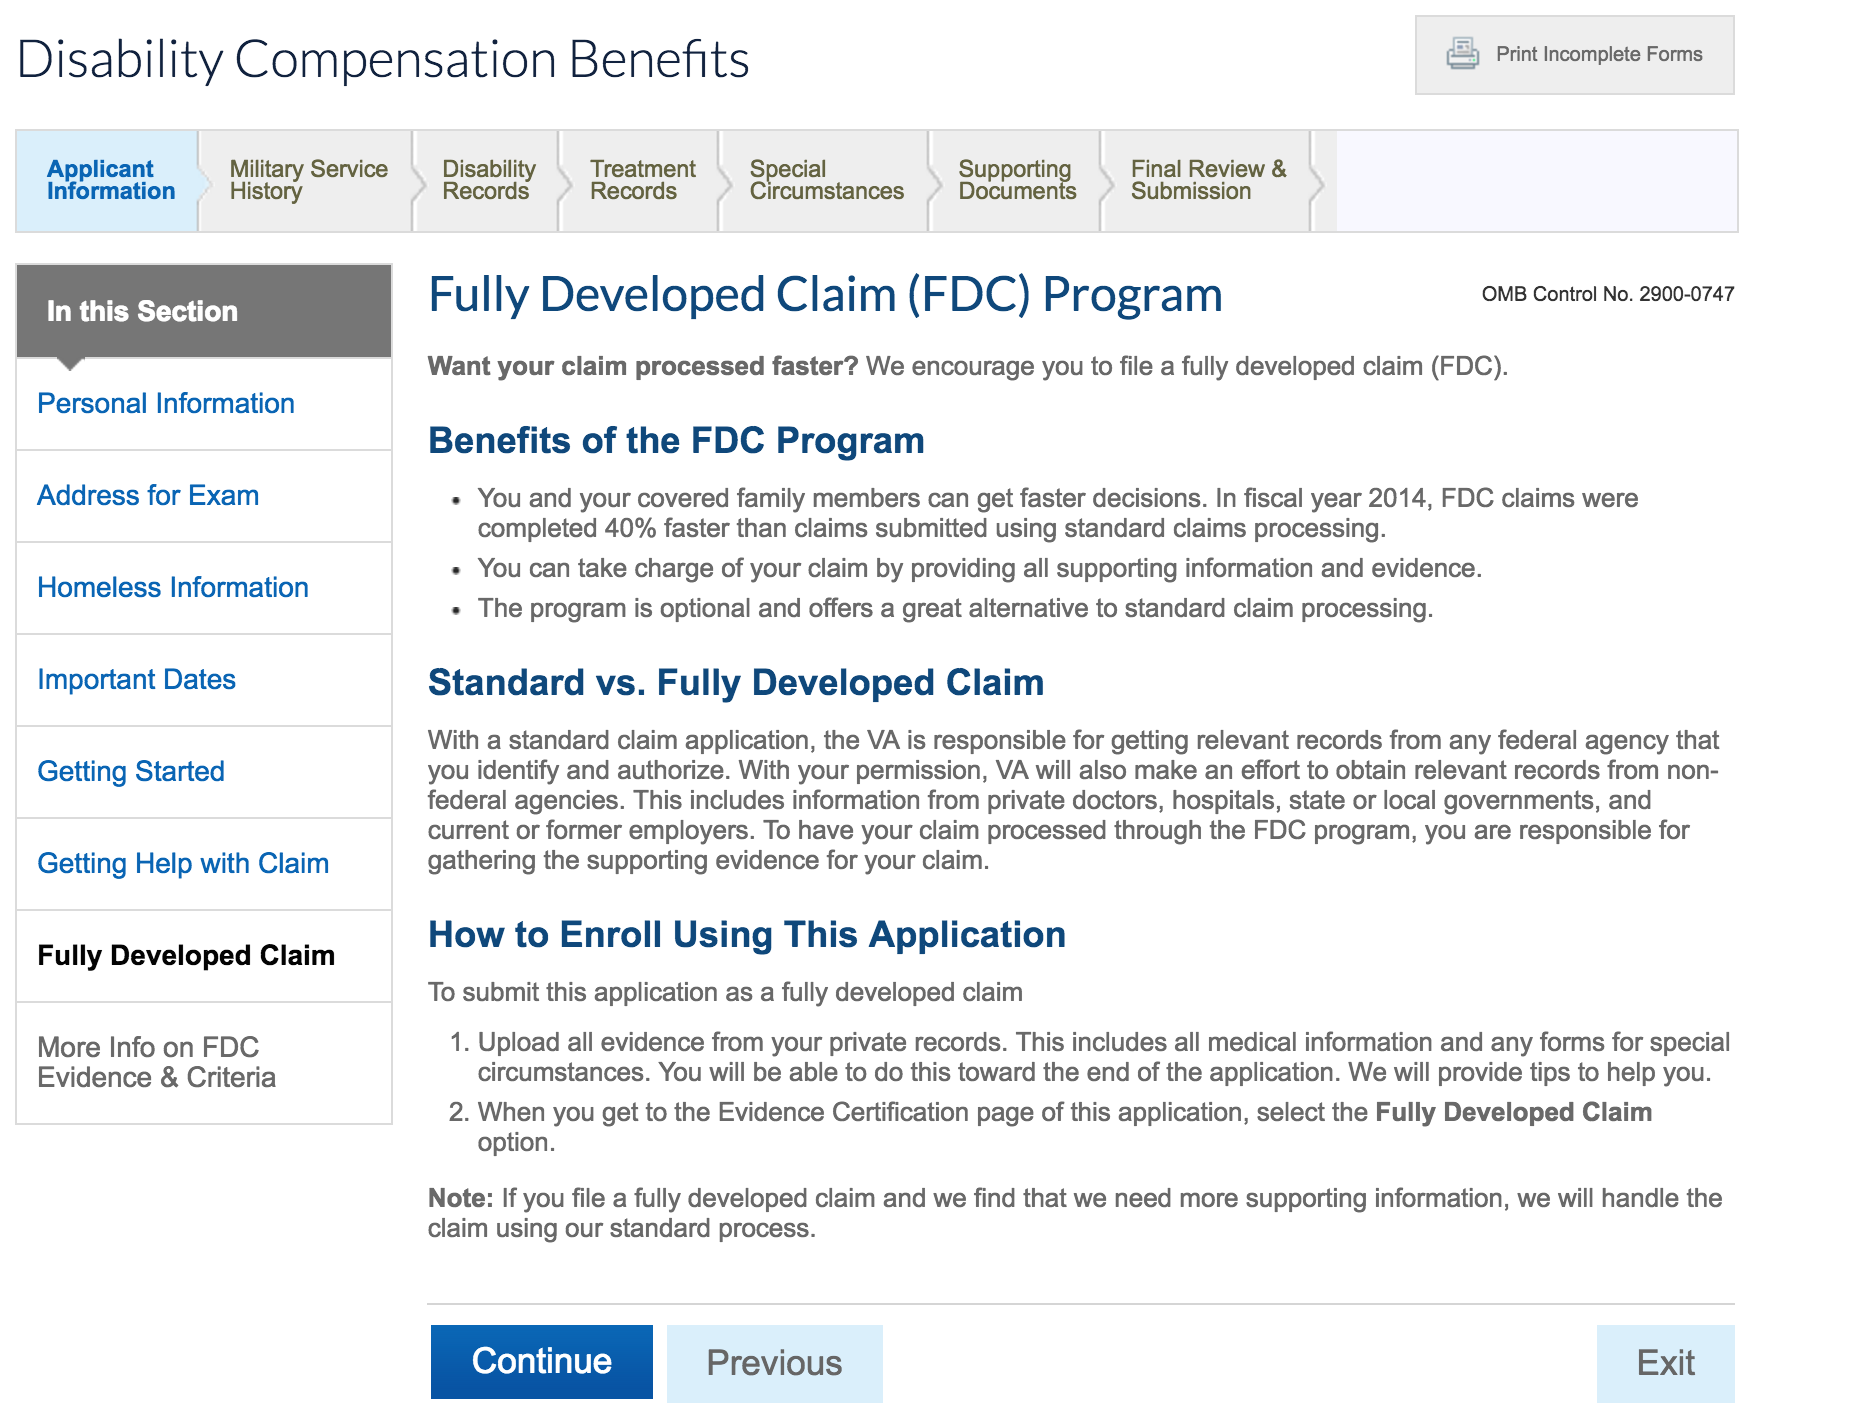 Disability Compensation Benefits
Print Incomplete Forms
Applicant
Information
Military Service
History
Disability
Records
Treatment
Records
Special
Circumstances
Supporting
Documents
Final Review &
Submission
In this Section
Personal Information
Address for Exam
Homeless Information
Important Dates
Getting Started
Getting Help with Claim
Fully Developed Claim
More Info on FDC
Evidence & Criteria
Fully Developed Claim (FDC) Program
OMB Control No. 2900-0747
Want your claim processed faster? We encourage you to file a fully developed claim (FDC).
Benefits of the FDC Program
• You and your covered family members can get faster decisions. In fiscal year 2014, FDC claims were
completed 40% faster than claims submitted using standard claims processing.
• You can take charge of your claim by providing all supporting information and evidence.
• The program is optional and offers a great alternative to standard claim processing.
Standard vs. Fully Developed Claim
With a standard claim application, the VA is responsible for getting relevant records from any federal agency that
you identify and authorize. With your permission, VA will also make an effort to obtain relevant records from non-
federal agencies. This includes information from private doctors, hospitals, state or local governments, and
current or former employers. To have your claim processed through the FDC program, you are responsible for
gathering the supporting evidence for your claim.
How to Enroll Using This Application
To submit this application as a fully developed claim
1. Upload all evidence from your private records. This includes all medical information and any forms for special
circumstances. You will be able to do this toward the end of the application. We will provide tips to help you.
2. When you get to the Evidence Certification page of this application, select the Fully Developed Claim
option.
Note: If you file a fully developed claim and we find that we need more supporting information, we will handle the
claim using our standard process.
Continue
Previous
Exit